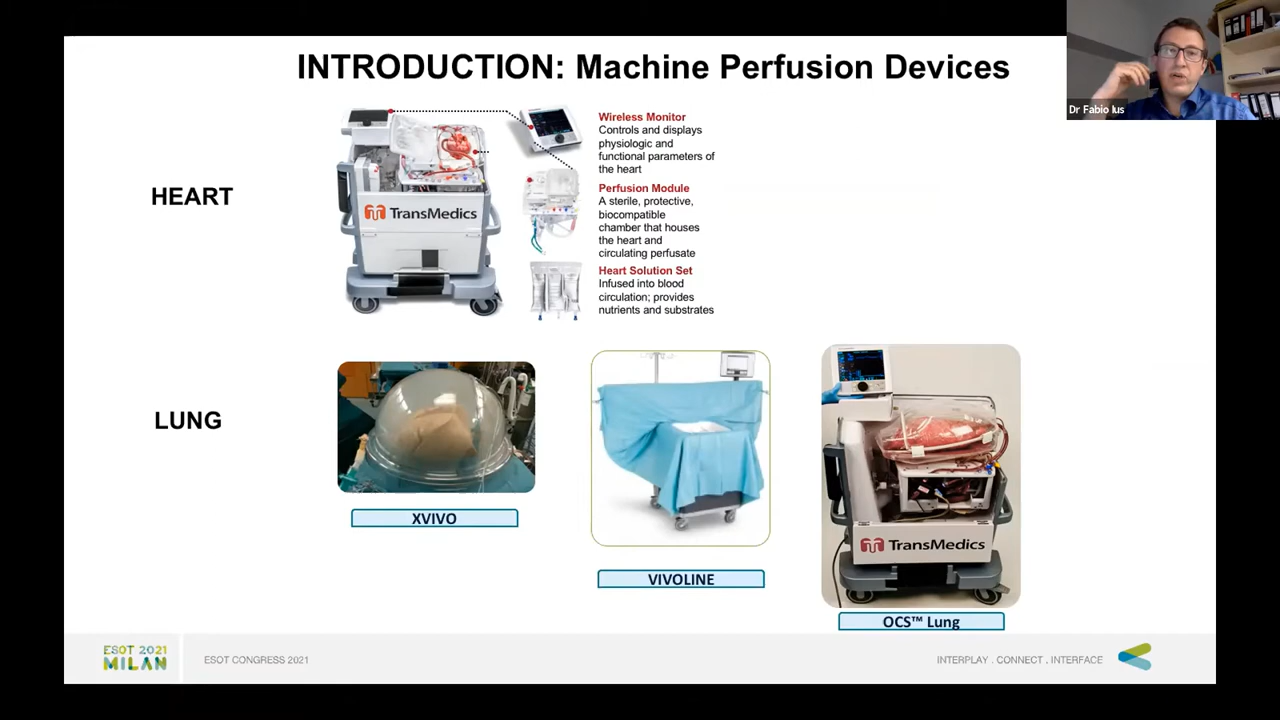 INTRODUCTION: Machine Perfusion Devices
Dr Fabio Ius
HEART
TransMedics
Wireless Monitor
Controls and displays
physiologic and
functional parameters of
the heart
Perfusion Module
A sterile, protective,
biocompatible
chamber that houses
the heart and
circulating perfusate
Heart Solution Set
Infused into blood
circulation; provides
nutrients and substrates
LUNG
XVIVO
VIVOLINE
TransMedics
OCS™ Lung
ESOT 2021
MILAN
ESOT CONGRESS 2021
INTERPLAY . CONNECT . INTERFACE